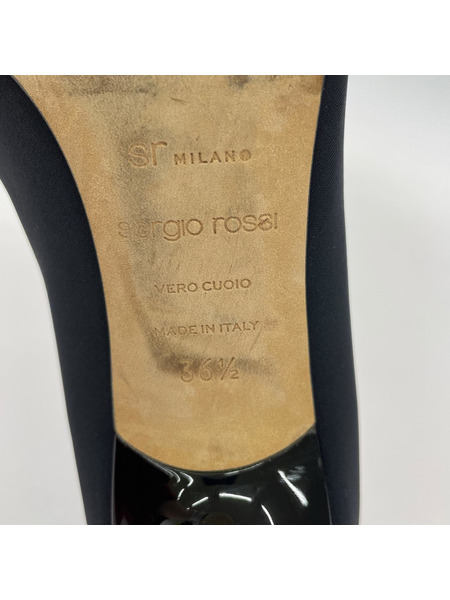 sr MILANO
sergio rossi
VERO CUOIO
MADE IN ITALY
36½